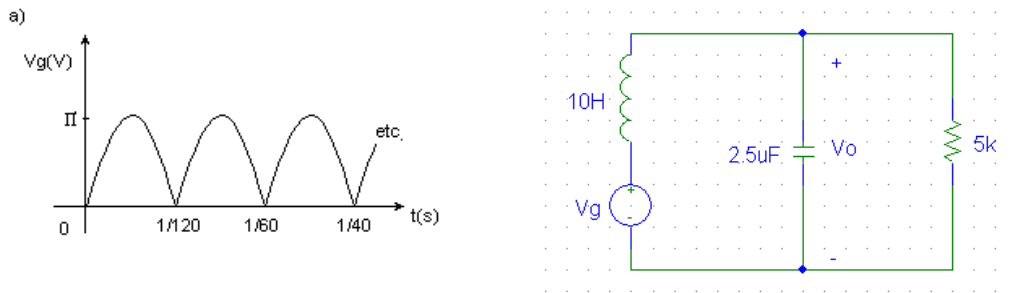 a)
Vg(V)
π
etc.
0
1/120
1/60
1/40
t(s)
10H
Vg
+
-
2.5uF
+
Vo
-
5k